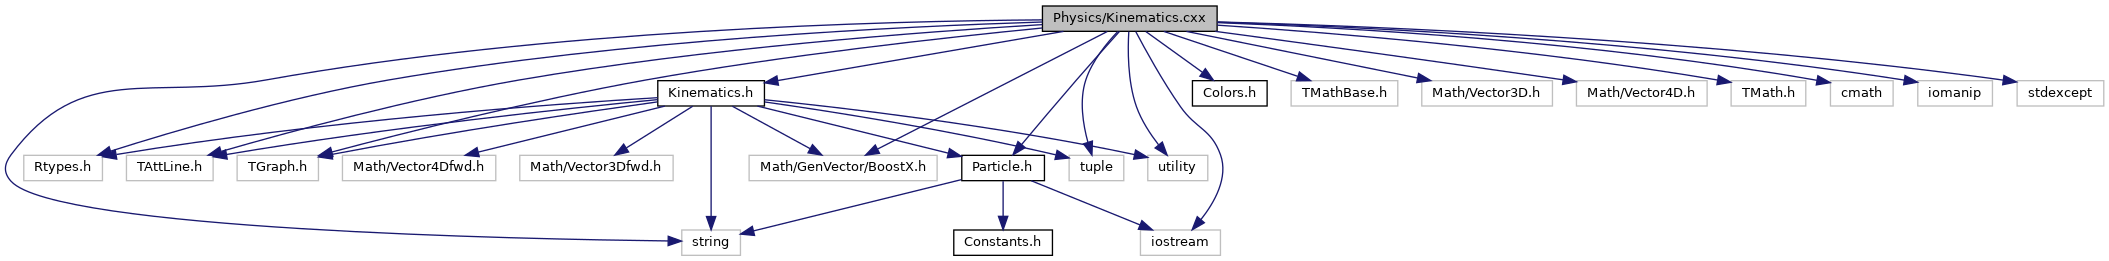 Physics/Kinematics.cxx
Kinematics.h
Colors.h
TMathBase.h
Math/Vector3D.h
Math/Vector4D.h
TMath.h
cmath
iomanip
stdexcept
Rtypes.h
TAttLine.h
TGraph.h
Math/Vector4Dfwd.h
Math/Vector3Dfwd.h
Math/GenVector/BoostX.h
Particle.h
tuple
utility
string
Constants.h
iostream